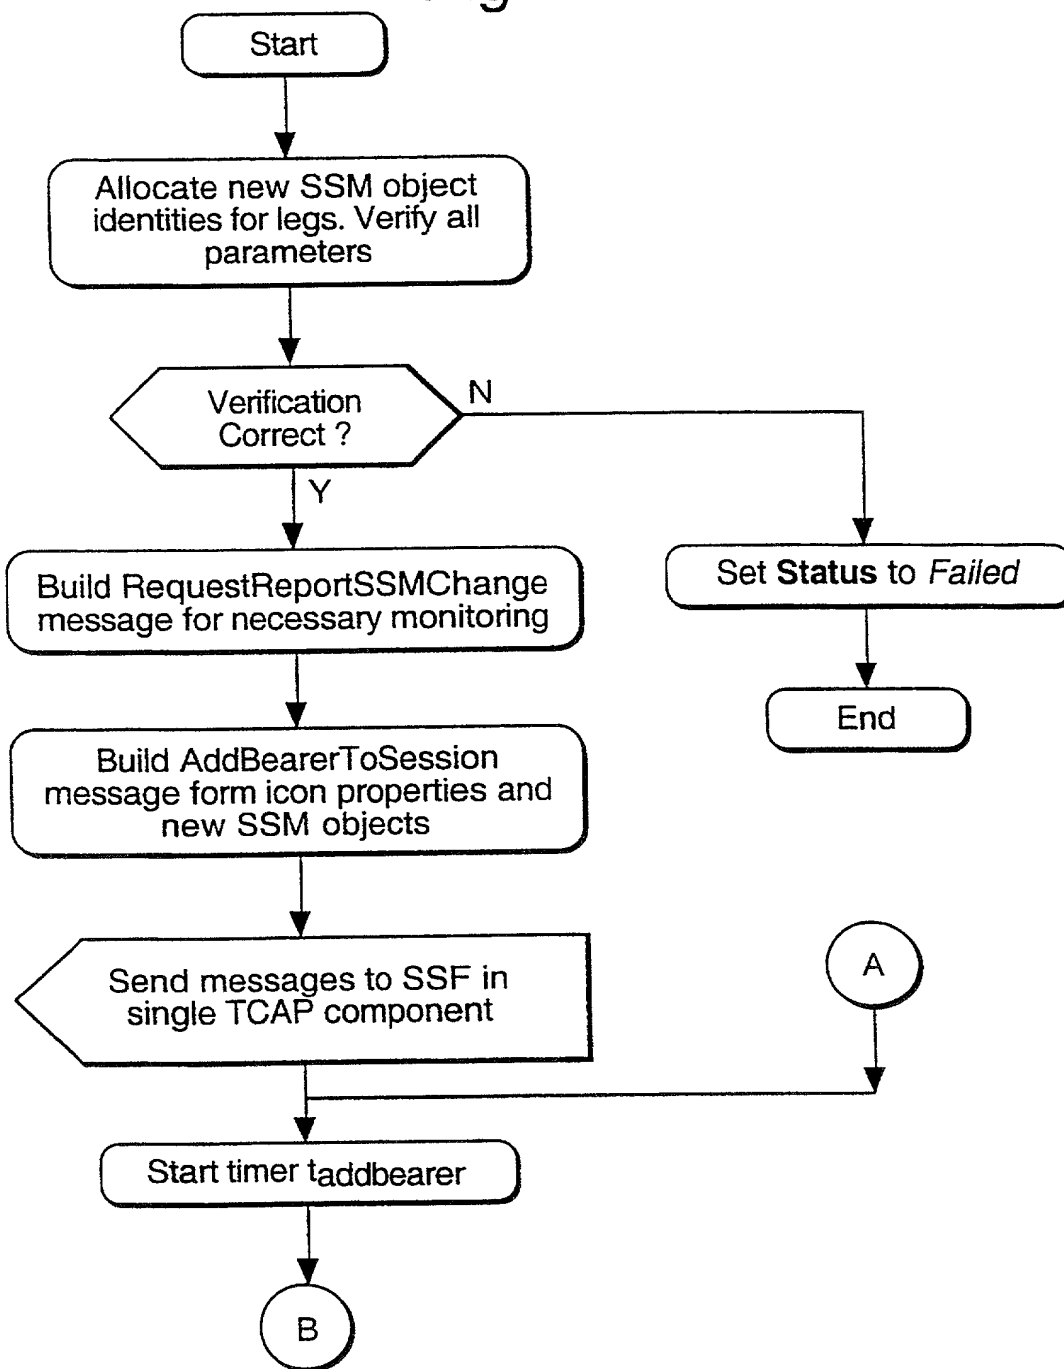 Start
Allocate new SSM object
identities for legs. Verify all
parameters
Verification
Correct ?
N
Y
Build RequestReportSSMChange
message for necessary monitoring
Set Status to Failed
End
Build AddBearerToSession
message form icon properties and
new SSM objects
Send messages to SSF in
single TCAP component
A
Start timer taddbearer
B